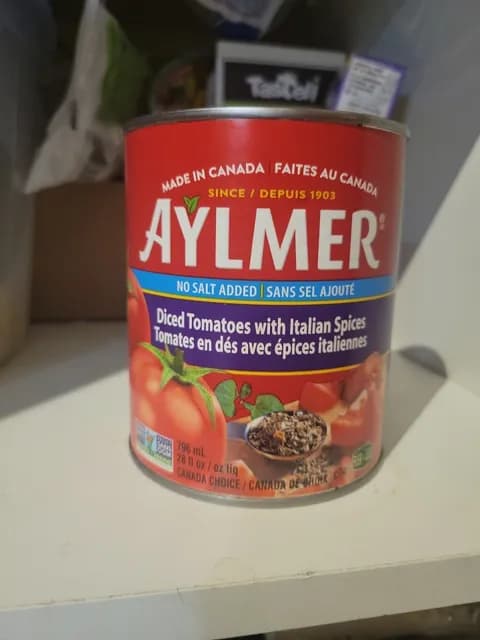 Tasteil
MADE IN CANADA | FAITES AU CANADA
SINCE / DEPUIS 1903
AYLMER
NO SALT ADDED | SANS SEL AJOUTÉ
Diced Tomatoes with Italian Spices
Tomates en dés avec épices italiennes
796 mL
28 fl oz / oz liq
CANADA CHOICE / CANADA DE CHOIX